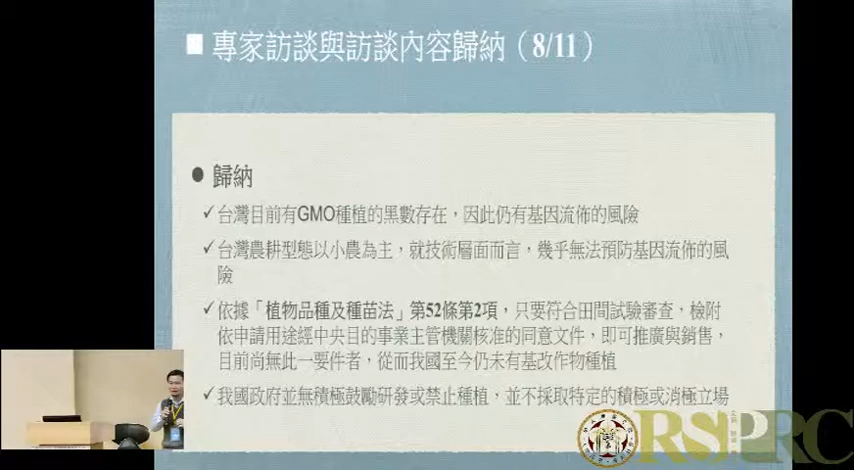 ■ 專家訪談與訪談內容歸納（8/11）
● 歸納
✓台灣目前有GMO種植的黑數存在，因此仍有基因流佈的風險
✓台灣農耕型態以小農為主，就技術層面而言，幾乎無法預防基因流佈的風
險
✓依據「植物品種及種苗法」第52條第2項，只要符合田間試驗審查，檢附
依申請用途經中央目的事業主管機關核准的同意文件，即可推廣與銷售，
目前尚無此一要件者，從而我國至今仍未有基改作物種植
✓我國政府並無積極鼓勵研發或禁止種植，並不採取特定的積極或消極立場
RSPRC